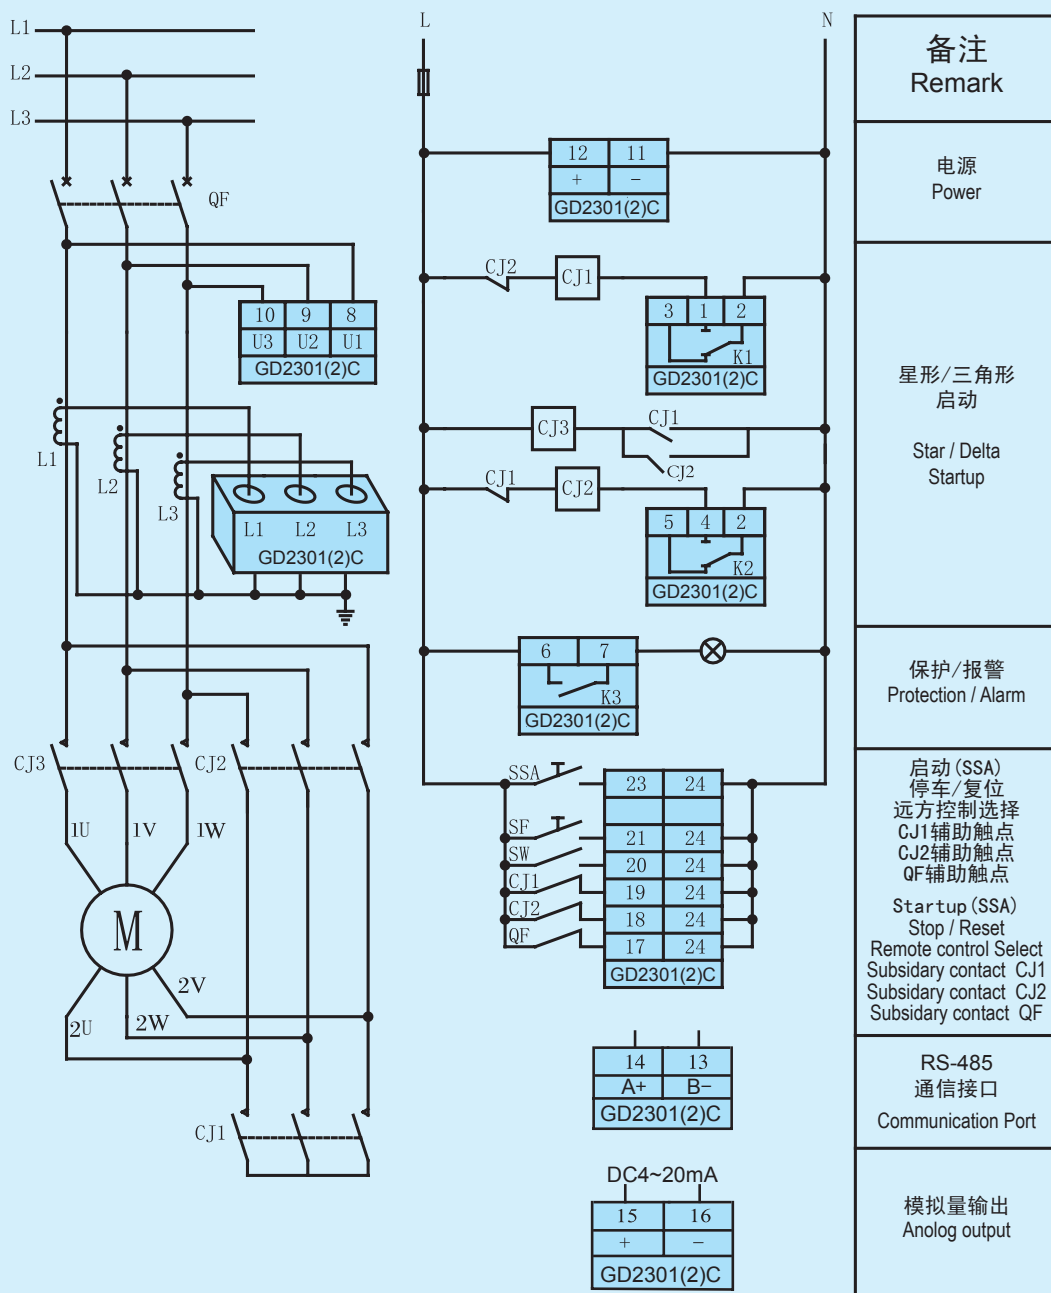 L1
L2
L3
QF
10 9 8
U3 U2 U1
GD2301(2)C
L1
L2
L3
L1 L2 L3
GD2301(2)C
CJ3
CJ2
1U 1V 1W
M
2V
2U 2W
CJ1
L N
12 11
+ −
GD2301(2)C
CJ2 CJ1
3 1 2
K1
GD2301(2)C
CJ3 CJ1
CJ2
CJ1 CJ2
5 4 2
K2
GD2301(2)C
6 7
K3
GD2301(2)C
SSA 23 24
SF 21 24
SW 20 24
CJ1 19 24
CJ2 18 24
QF 17 24
GD2301(2)C
14 13
A+ B−
GD2301(2)C
DC4~20mA
15 16
+ −
GD2301(2)C
备注
Remark
电源
Power
星形/三角形
启动
Star / Delta
Startup
保护/报警
Protection / Alarm
启动(SSA)
停车/复位
远方控制选择
CJ1辅助触点
CJ2辅助触点
QF辅助触点
Startup(SSA)
Stop / Reset
Remote control Select
Subsidary contact CJ1
Subsidary contact CJ2
Subsidary contact QF
RS-485
通信接口
Communication Port
模拟量输出
Anolog output